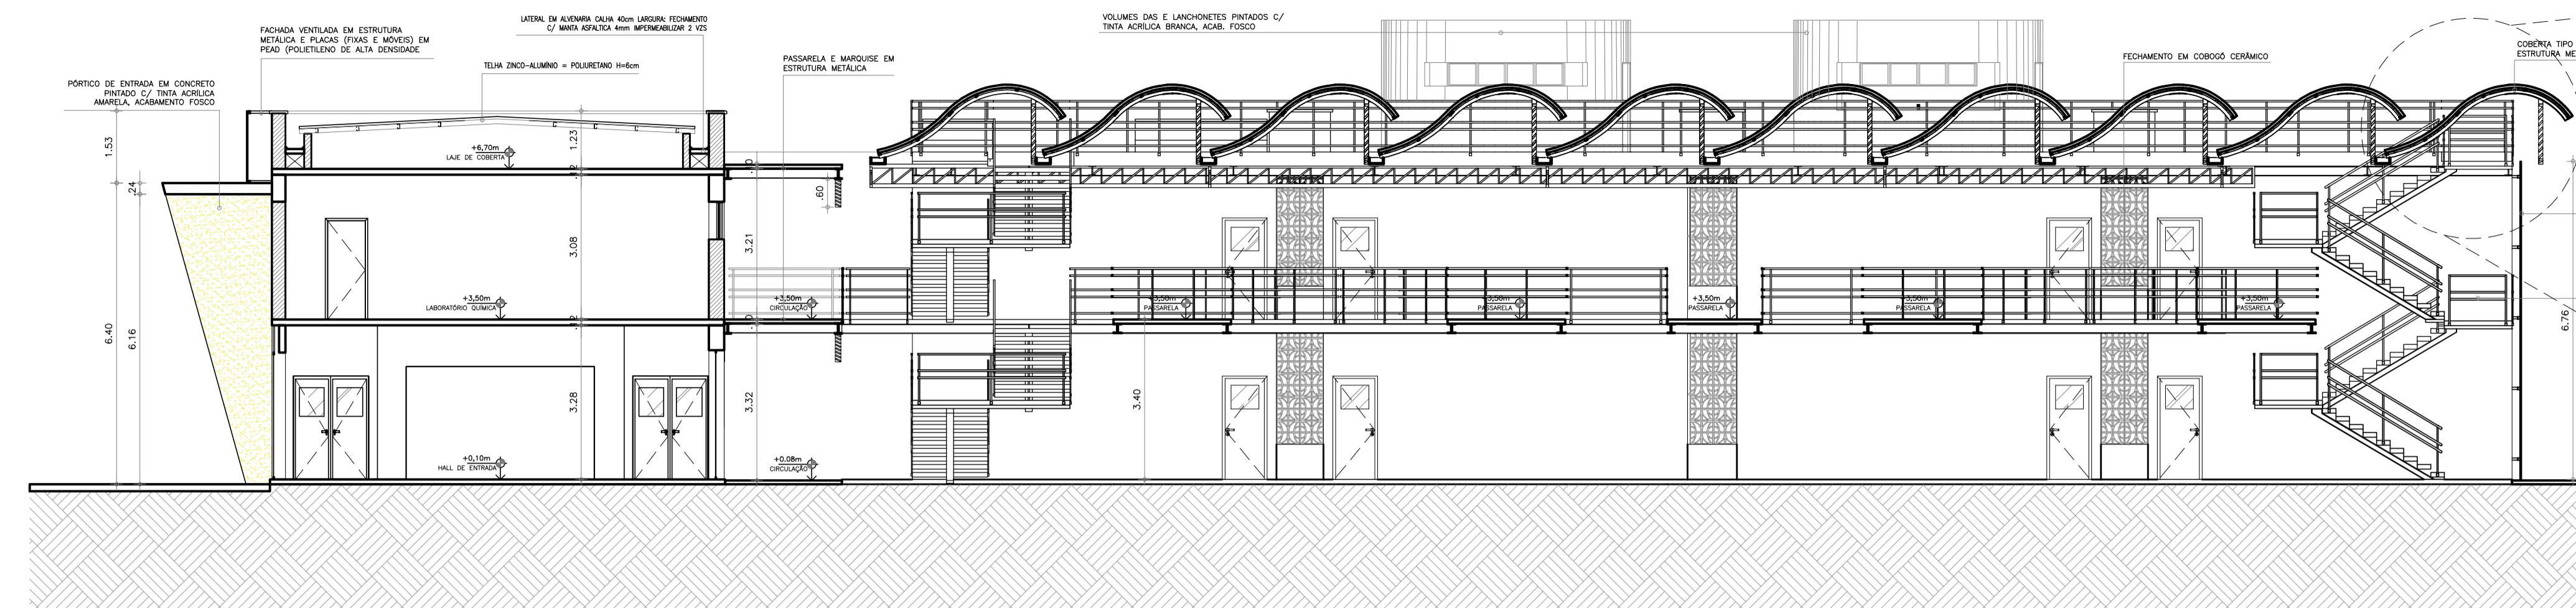 LATERAL EM ALVENARIA CALHA 40cm LARGURA: FECHAMENTO
C/ MANTA ASFALTICA 4mm IMPERMEABILIZAR 2 VZS
VOLUMES DAS E LANCHONETES PINTADOS C/
TINTA ACRÍLICA BRANCA, ACAB. FOSCO
FACHADA VENTILADA EM ESTRUTURA
METÁLICA E PLACAS (FIXAS E MÓVEIS) EM
PEAD (POLIETILENO DE ALTA DENSIDADE
TELHA ZINCO-ALUMÍNIO = POLIURETANO H=6cm
PASSARELA E MARQUISE EM
ESTRUTURA METÁLICA
FECHAMENTO EM COBOGÓ CERÂMICO
COBERTA TIPO
ESTRUTURA ME
PÓRTICO DE ENTRADA EM CONCRETO
PINTADO C/ TINTA ACRÍLICA
AMARELA, ACABAMENTO FOSCO
1.53
1.23
+6,70m
LAJE DE COBERTA
.24
.60
3.08
3.21
+3,50m
LABORATÓRIO QUÍMICA
+3,50m
CIRCULAÇÃO
+3,50m
PASSARELA
+3,50m
PASSARELA
+3,50m
PASSARELA
+3,50m
PASSARELA
+3,50m
PASSARELA
6.40
6.16
6.76
3.28
3.32
3.40
+0,10m
HALL DE ENTRADA
+0.08m
CIRCULAÇÃO